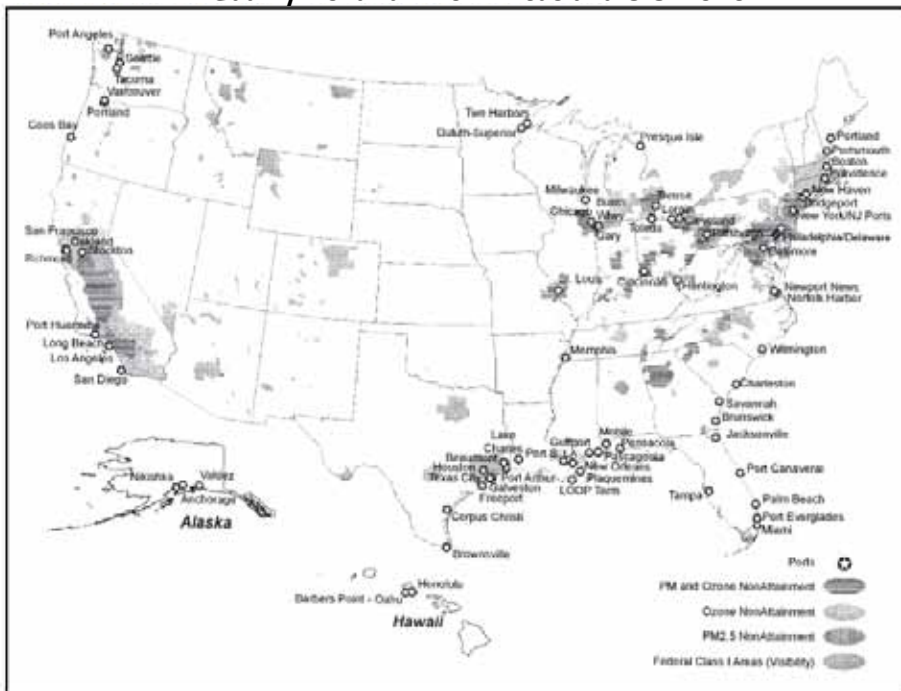 Port Angeles
Seattle
Tacoma
Vancouver
Portland
Coos Bay
San Francisco
Oakland
Stockton
Port Hueneme
Long Beach
Los Angeles
San Diego
Two Harbors
Duluth-Superior
Presque Isle
Milwaukee
Chicago
Gary
Toledo
Cleveland
Pittsburgh
Cincinnati
Huntington
Louis
Memphis
Portland
Portsmouth
Boston
Providence
New Haven
Bridgeport
New York/NJ Ports
Philadelphia/Delaware
Baltimore
Newport News
Norfolk Harbor
Wilmington
Charleston
Savannah
Brunswick
Jacksonville
Port Canaveral
Palm Beach
Port Everglades
Miami
Tampa
Lake
Charles
Beaumont
Houston
Texas City
Port Arthur
Galveston
Freeport
Corpus Christi
Brownsville
Gulfport
Mobile
Pensacola
Pascagoula
New Orleans
Plaquemines
LOOP Term
Nikishka
Valdez
Anchorage
Alaska
Honolulu
Barbers Point - Oahu
Hawaii
Ports
PM and Ozone NonAttainment
Ozone NonAttainment
PM2.5 NonAttainment
Federal Class I Areas (Visibility)